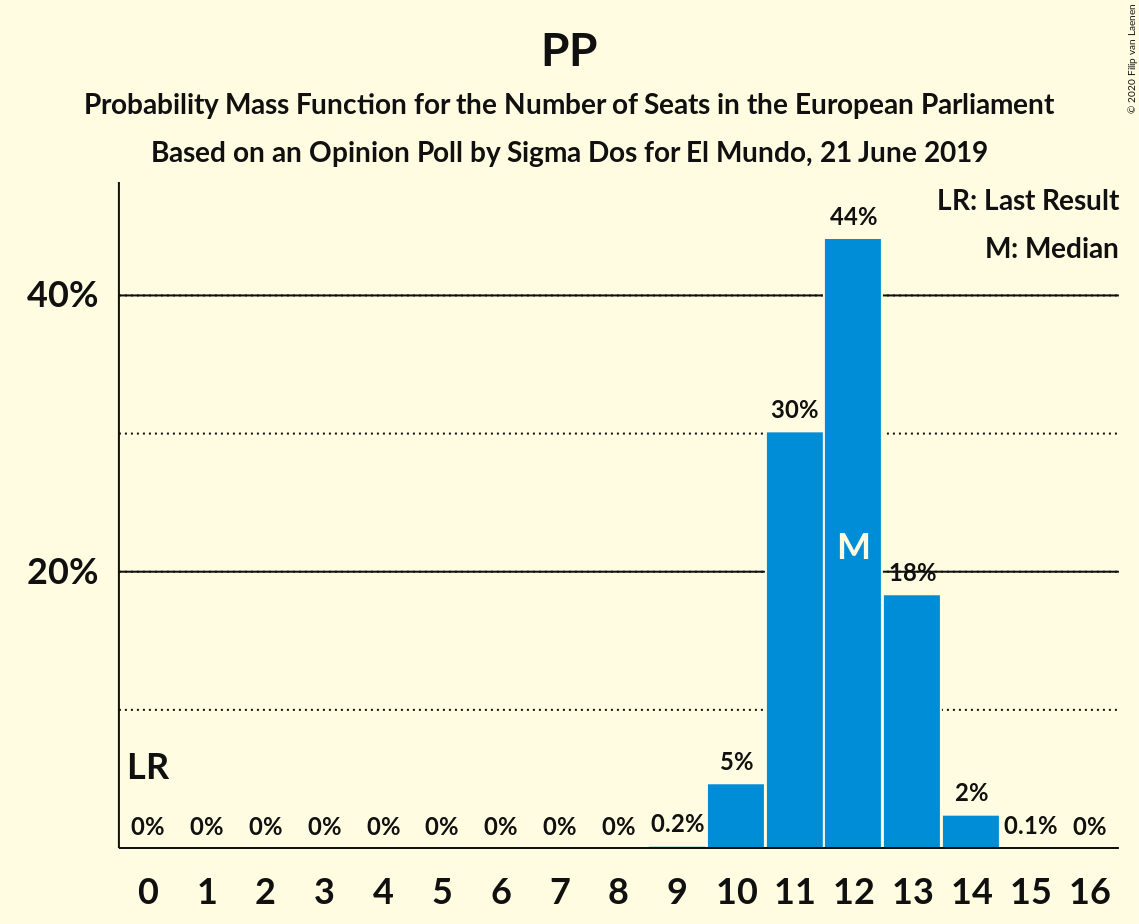 PP
Probability Mass Function for the Number of Seats in the European Parliament
Based on an Opinion Poll by Sigma Dos for El Mundo, 21 June 2019
© 2020 Filip van Laenen
LR: Last Result
M: Median
44%
40%
30%
M
20%
18%
LR
5%
2%
0% 0% 0% 0% 0% 0% 0% 0% 0% 0.2% 0.1% 0%
0 1 2 3 4 5 6 7 8 9 10 11 12 13 14 15 16